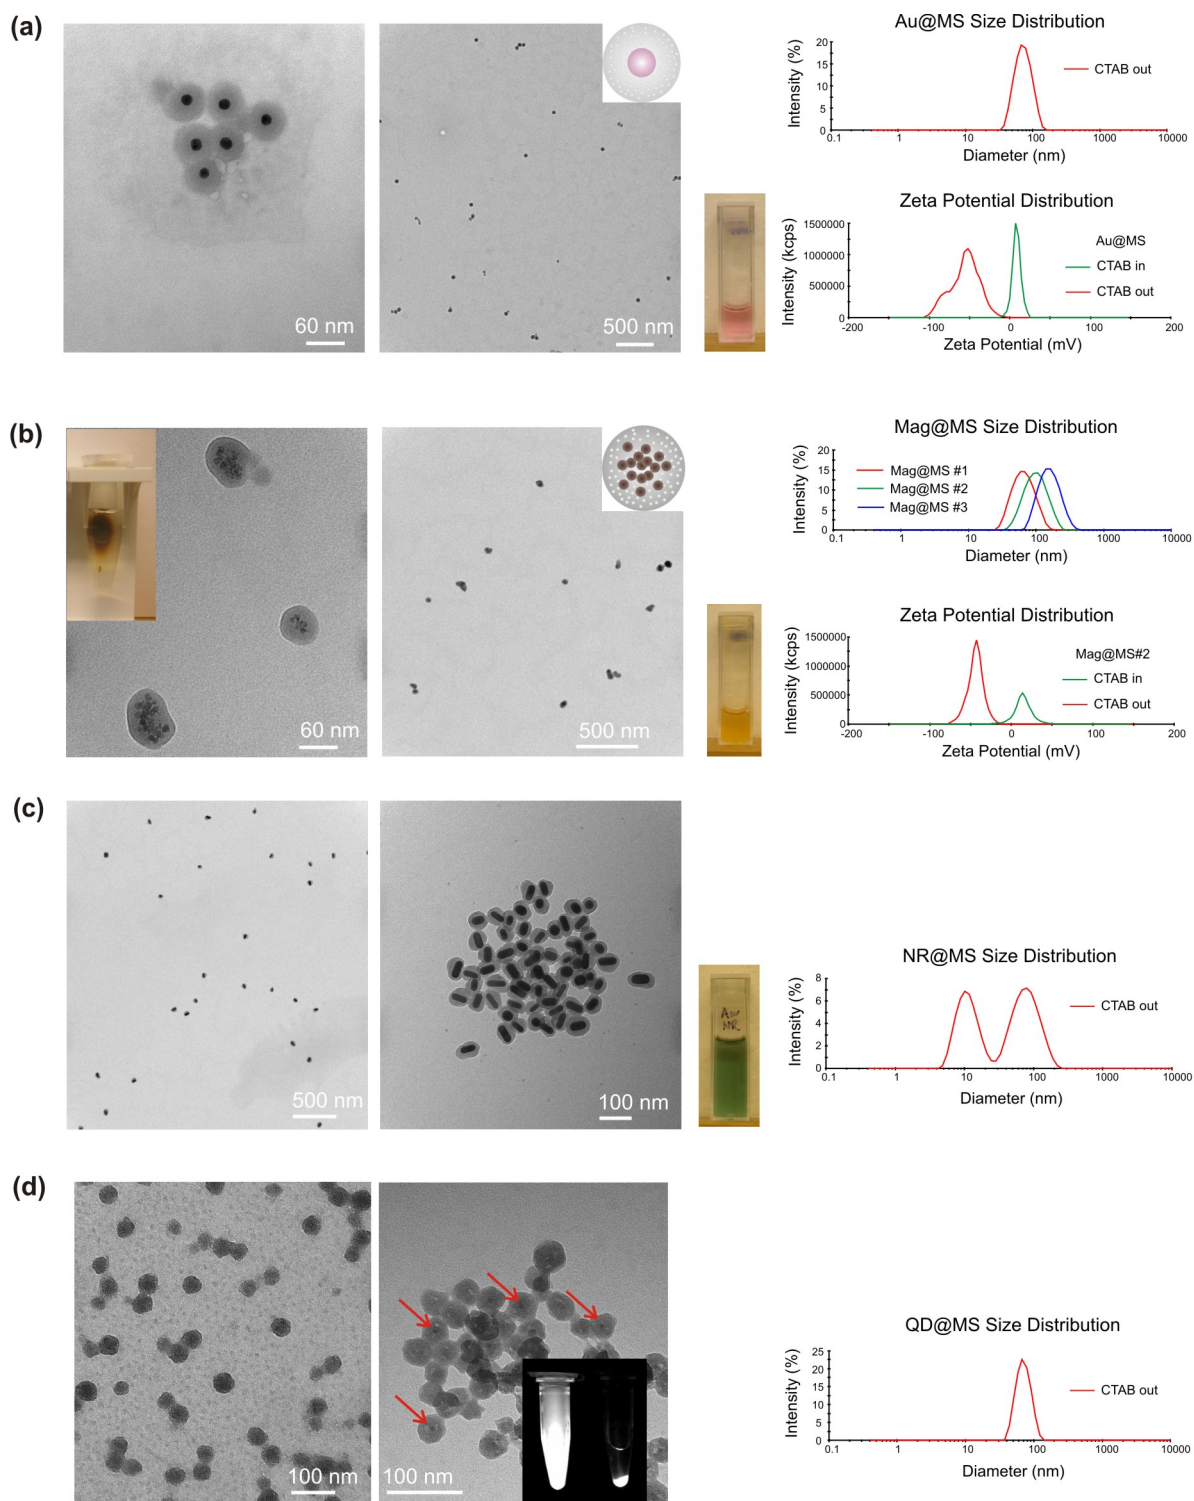 (a)
60 nm
500 nm
Au@MS Size Distribution
Intensity (%)
20
15
10
5
0
CTAB out
0.1 1 10 100 1000 10000
Diameter (nm)
Zeta Potential Distribution
Intensity (kcps)
1500000
1000000
500000
0
Au@MS
CTAB in
CTAB out
-200 -100 0 100 200
Zeta Potential (mV)
(b)
60 nm
500 nm
Mag@MS Size Distribution
Intensity (%)
20
15
10
5
0
Mag@MS #1
Mag@MS #2
Mag@MS #3
0.1 1 10 100 1000 10000
Diameter (nm)
Zeta Potential Distribution
Intensity (kcps)
1500000
1000000
500000
0
Mag@MS#2
CTAB in
CTAB out
-200 -100 0 100 200
Zeta Potential (mV)
(c)
500 nm
100 nm
Au
NR
NR@MS Size Distribution
Intensity (%)
8
6
4
2
0
CTAB out
0.1 1 10 100 1000 10000
Diameter (nm)
(d)
100 nm
100 nm
QD@MS Size Distribution
Intensity (%)
25
20
15
10
5
0
CTAB out
0.1 1 10 100 1000 10000
Diameter (nm)